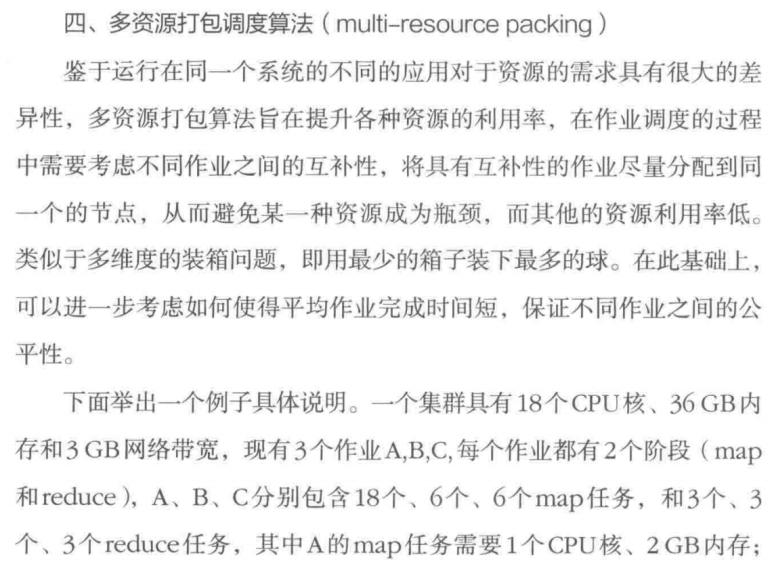 四、多资源打包调度算法（multi-resource packing）
鉴于运行在同一个系统的不同的应用对于资源的需求具有很大的差
异性，多资源打包算法旨在提升各种资源的利用率，在作业调度的过程
中需要考虑不同作业之间的互补性，将具有互补性的作业尽量分配到同
一个的节点，从而避免某一种资源成为瓶颈，而其他的资源利用率低。
类似于多维度的装箱问题，即用最少的箱子装下最多的球。在此基础上，
可以进一步考虑如何使得平均作业完成时间短，保证不同作业之间的公
平性。
下面举出一个例子具体说明。一个集群具有18个CPU核、36 GB内
存和3 GB网络带宽，现有3个作业A,B,C,每个作业都有2个阶段（map
和reduce），A、B、C分别包含18个、6个、6个map任务，和3个、3
个、3个reduce任务，其中A的map任务需要1个CPU核、2 GB内存；